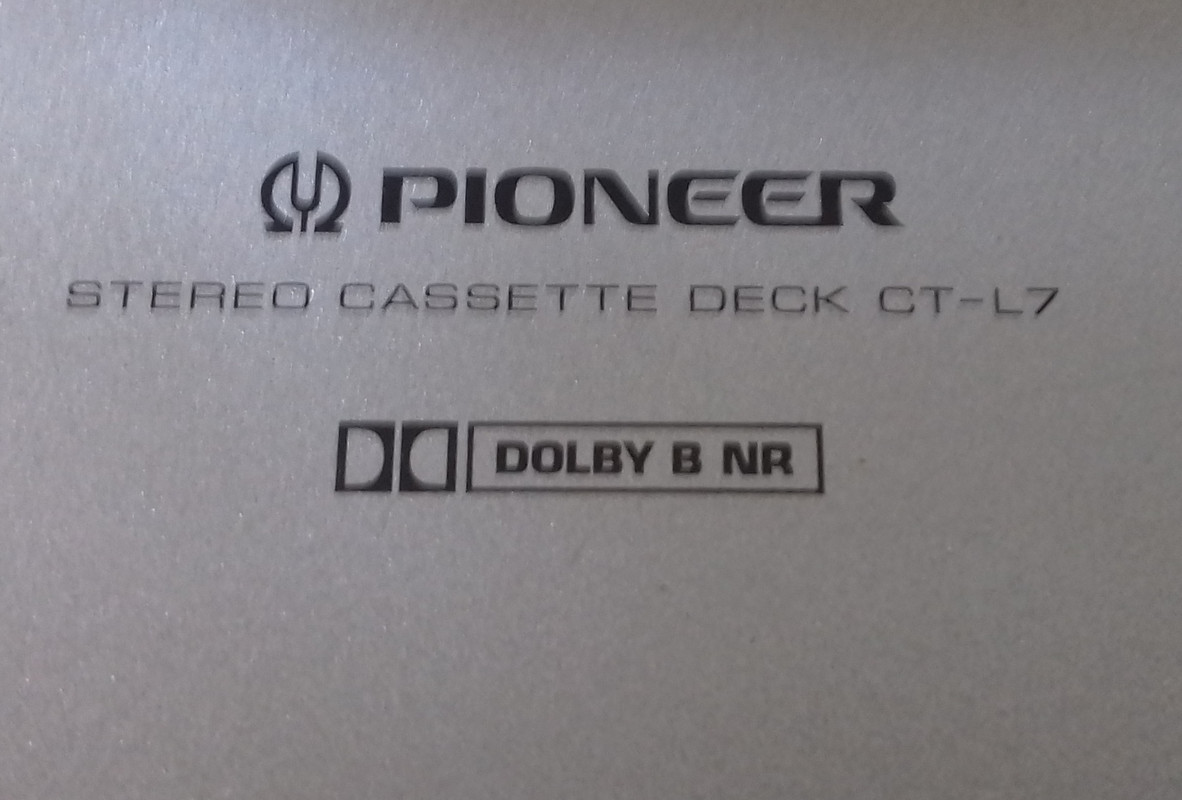 PIONEER
STEREO CASSETTE DECK CT-L7
DOLBY B NR